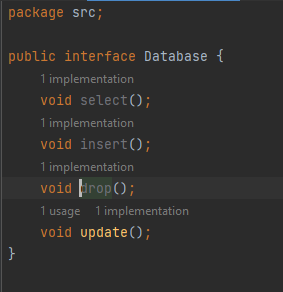 package src;
public interface Database {
1 implementation
void select();
1 implementation
void insert();
1 implementation
void drop();
1 usage   1 implementation
void update();
}